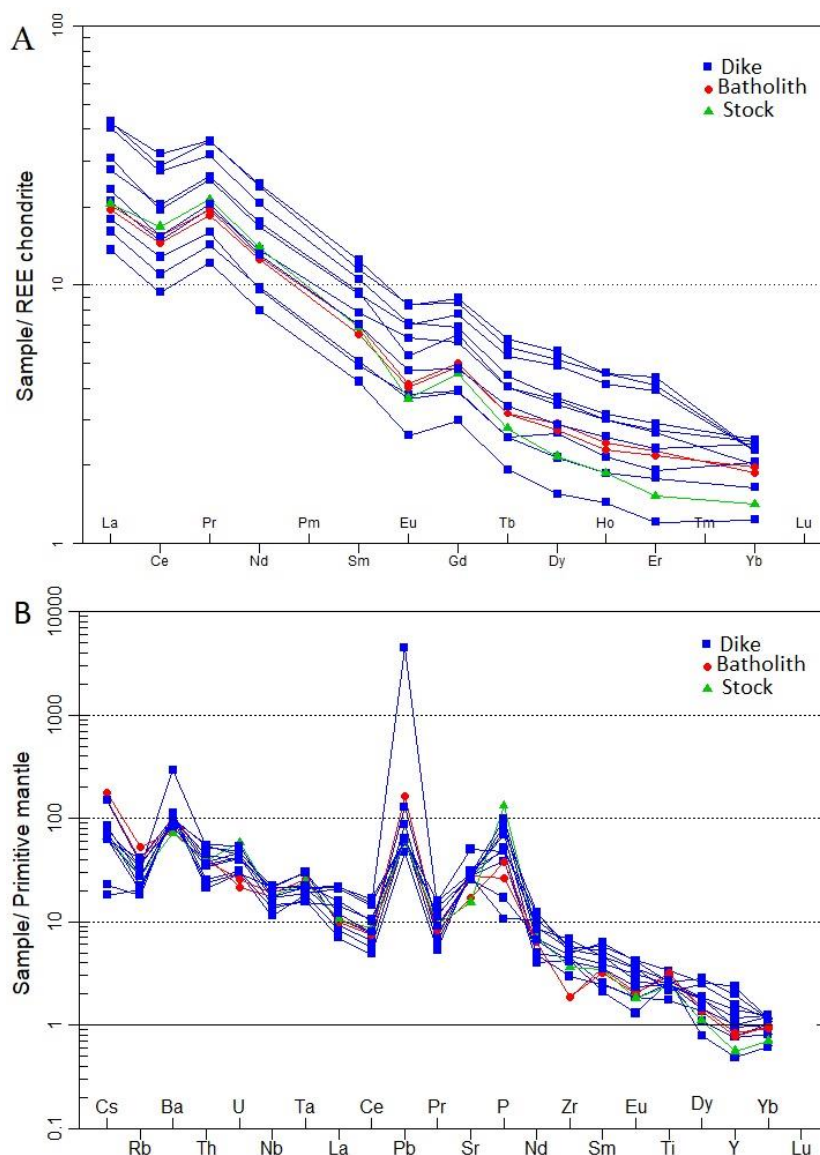 A
100
Dike
Batholith
Stock
Sample/ REE chondrite
10
La Pr Pm Eu Tb Ho Tm Lu
1
Ce Nd Sm Gd Dy Er Yb
B
10000
Dike
Batholith
Stock
1000
Sample/ Primitive mantle
100
10
1
Cs Ba U Ta Ce Pr P Zr Eu Dy Yb
0.1
Rb Th Nb La Pb Sr Nd Sm Ti Y Lu